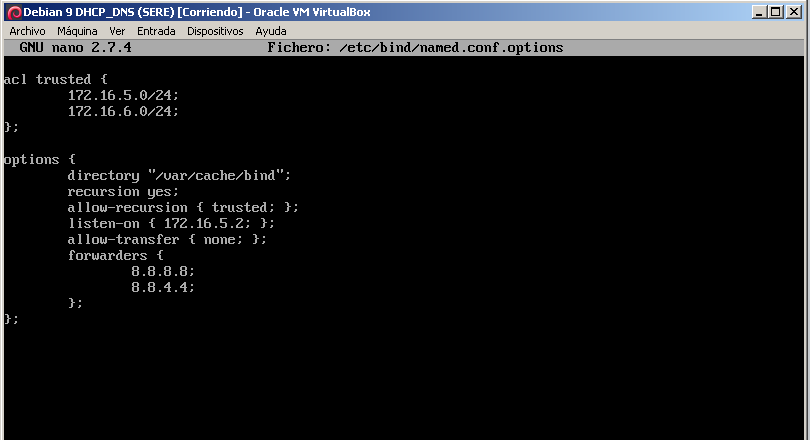 Debian 9 DHCP_DNS (SERE) [Corriendo] - Oracle VM VirtualBox
Archivo Máquina Ver Entrada Dispositivos Ayuda
GNU nano 2.7.4 Fichero: /etc/bind/named.conf.options
acl trusted {
172.16.5.0/24;
172.16.6.0/24;
};
options {
directory "/var/cache/bind";
recursion yes;
allow-recursion { trusted; };
listen-on { 172.16.5.2; };
allow-transfer { none; };
forwarders {
8.8.8.8;
8.8.4.4;
};
};